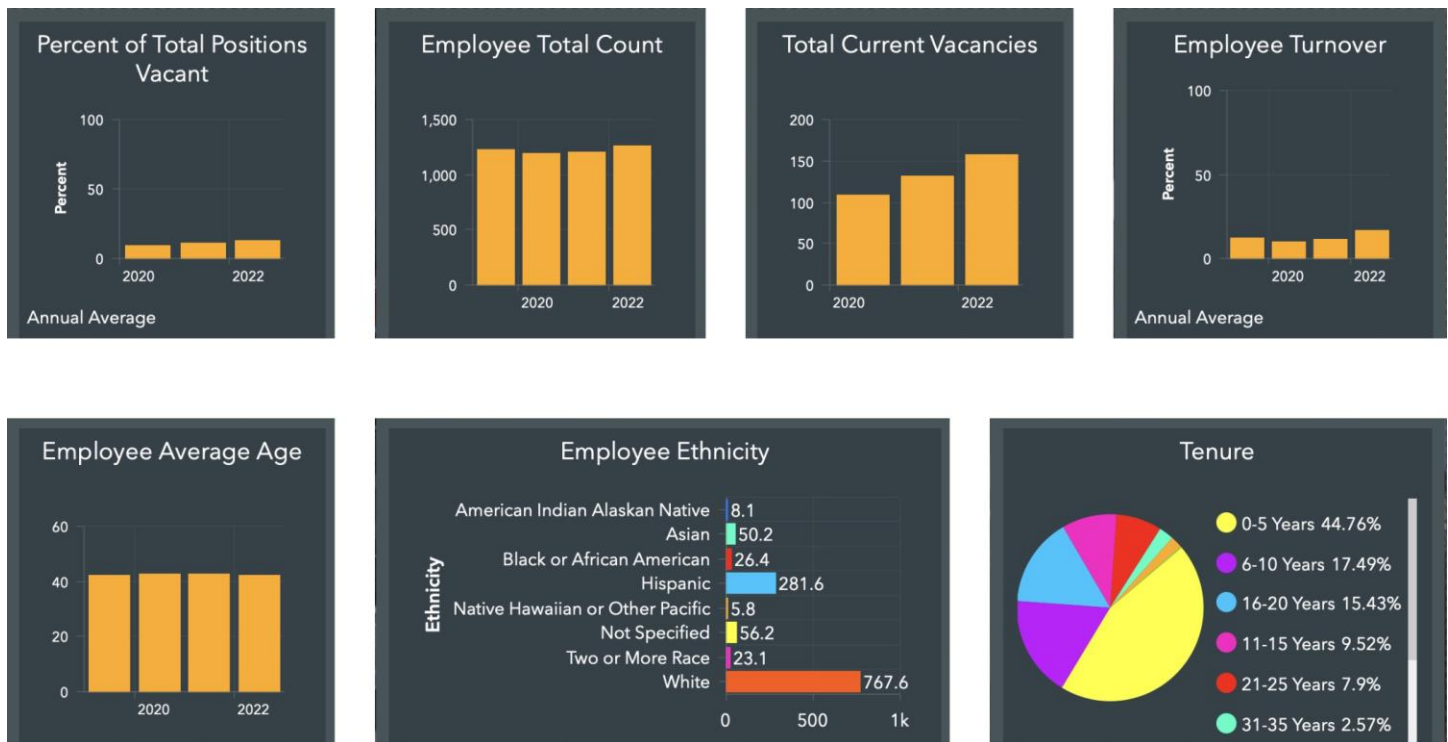 Percent of Total Positions
Vacant
100
50
0
Percent
2020
2022
Annual Average
Employee Total Count
1,500
1,000
500
0
2020
2022
Total Current Vacancies
200
150
100
50
0
2020
2022
Employee Turnover
100
50
0
Percent
2020
2022
Annual Average
Employee Average Age
60
40
20
0
2020
2022
Employee Ethnicity
Ethnicity
American Indian Alaskan Native 8.1
Asian 50.2
Black or African American 26.4
Hispanic 281.6
Native Hawaiian or Other Pacific 5.8
Not Specified 56.2
Two or More Race 23.1
White 767.6
0 500 1k
Tenure
0-5 Years 44.76%
6-10 Years 17.49%
16-20 Years 15.43%
11-15 Years 9.52%
21-25 Years 7.9%
31-35 Years 2.57%